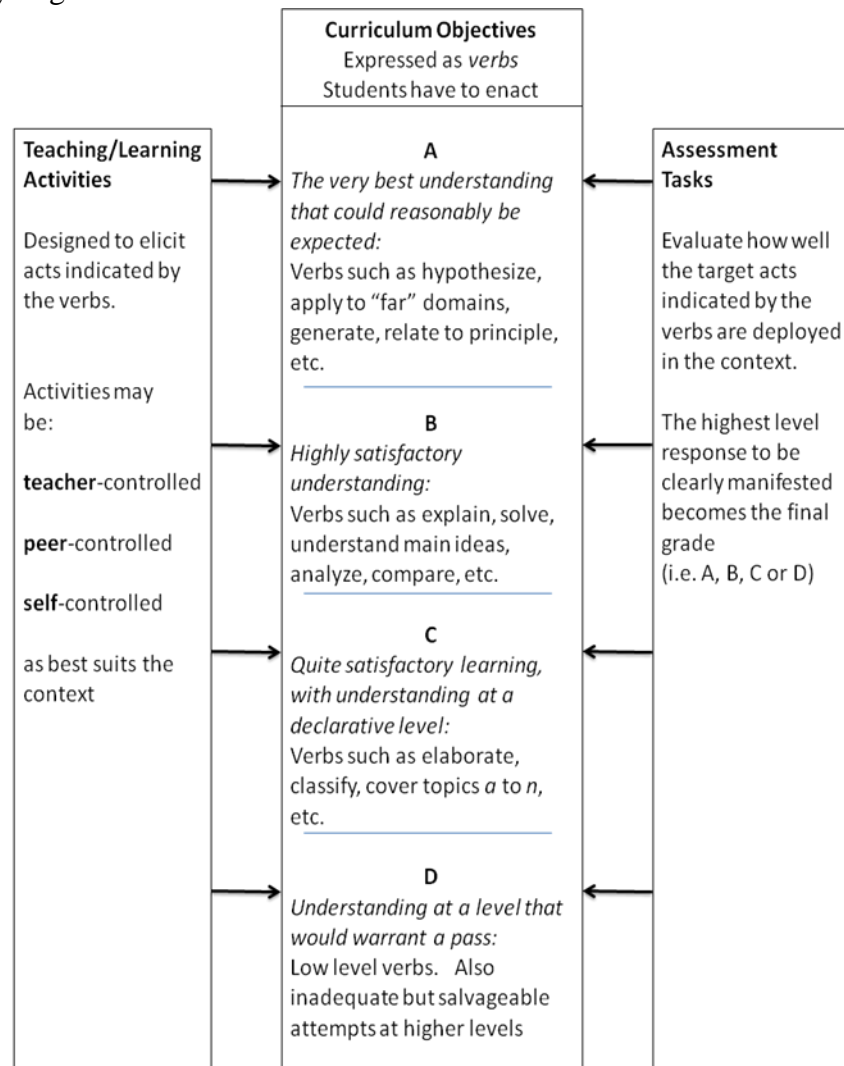 Curriculum Objectives
Expressed as verbs
Students have to enact
Teaching/Learning
Activities
Designed to elicit
acts indicated by
the verbs.
Activities may
be:
teacher-controlled
peer-controlled
self-controlled
as best suits the
context
A
The very best understanding
that could reasonably be
expected:
Verbs such as hypothesize,
apply to “far” domains,
generate, relate to principle,
etc.
B
Highly satisfactory
understanding:
Verbs such as explain, solve,
understand main ideas,
analyze, compare, etc.
C
Quite satisfactory learning,
with understanding at a
declarative level:
Verbs such as elaborate,
classify, cover topics a to n,
etc.
D
Understanding at a level that
would warrant a pass:
Low level verbs. Also
inadequate but salvageable
attempts at higher levels
Assessment
Tasks
Evaluate how well
the target acts
indicated by the
verbs are deployed
in the context.
The highest level
response to be
clearly manifested
becomes the final
grade
(i.e. A, B, C or D)